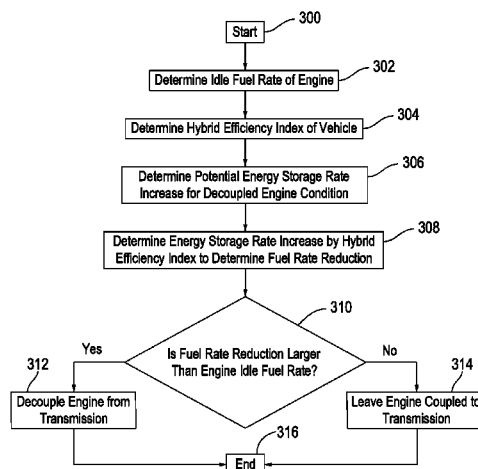 300
Start
302
Determine Idle Fuel Rate of Engine
304
Determine Hybrid Efficiency Index of Vehicle
306
Determine Potential Energy Storage Rate
Increase for Decoupled Engine Condition
308
Determine Energy Storage Rate Increase by Hybrid
Efficiency Index to Determine Fuel Rate Reduction
310
Is Fuel Rate Reduction Larger
Than Engine Idle Fuel Rate?
Yes
No
312
Decouple Engine from
Transmission
314
Leave Engine Coupled to
Transmission
316
End